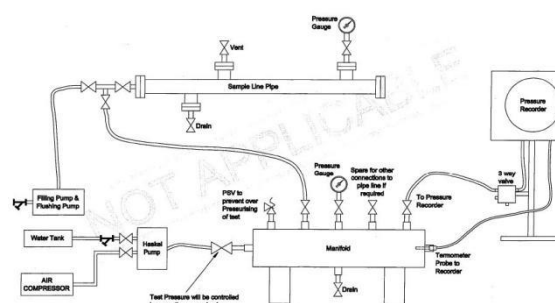 Pressure
Gauge
Vent
Sample Line Pipe
Drain
Pressure
Recorder
3 way
valve
Pressure
Gauge
Spare for other
connections to
pipe line if
required
PSV to
prevent over
Pressurising
of test
To Pressure
Recorder
Filling Pump &
Flushing Pump
Water Tank
Haskel
Pump
Manifold
Termometer
Probe to
Recorder
AIR
COMPRESSOR
Drain
Test Pressure will be controlled
NOT APPLICABLE